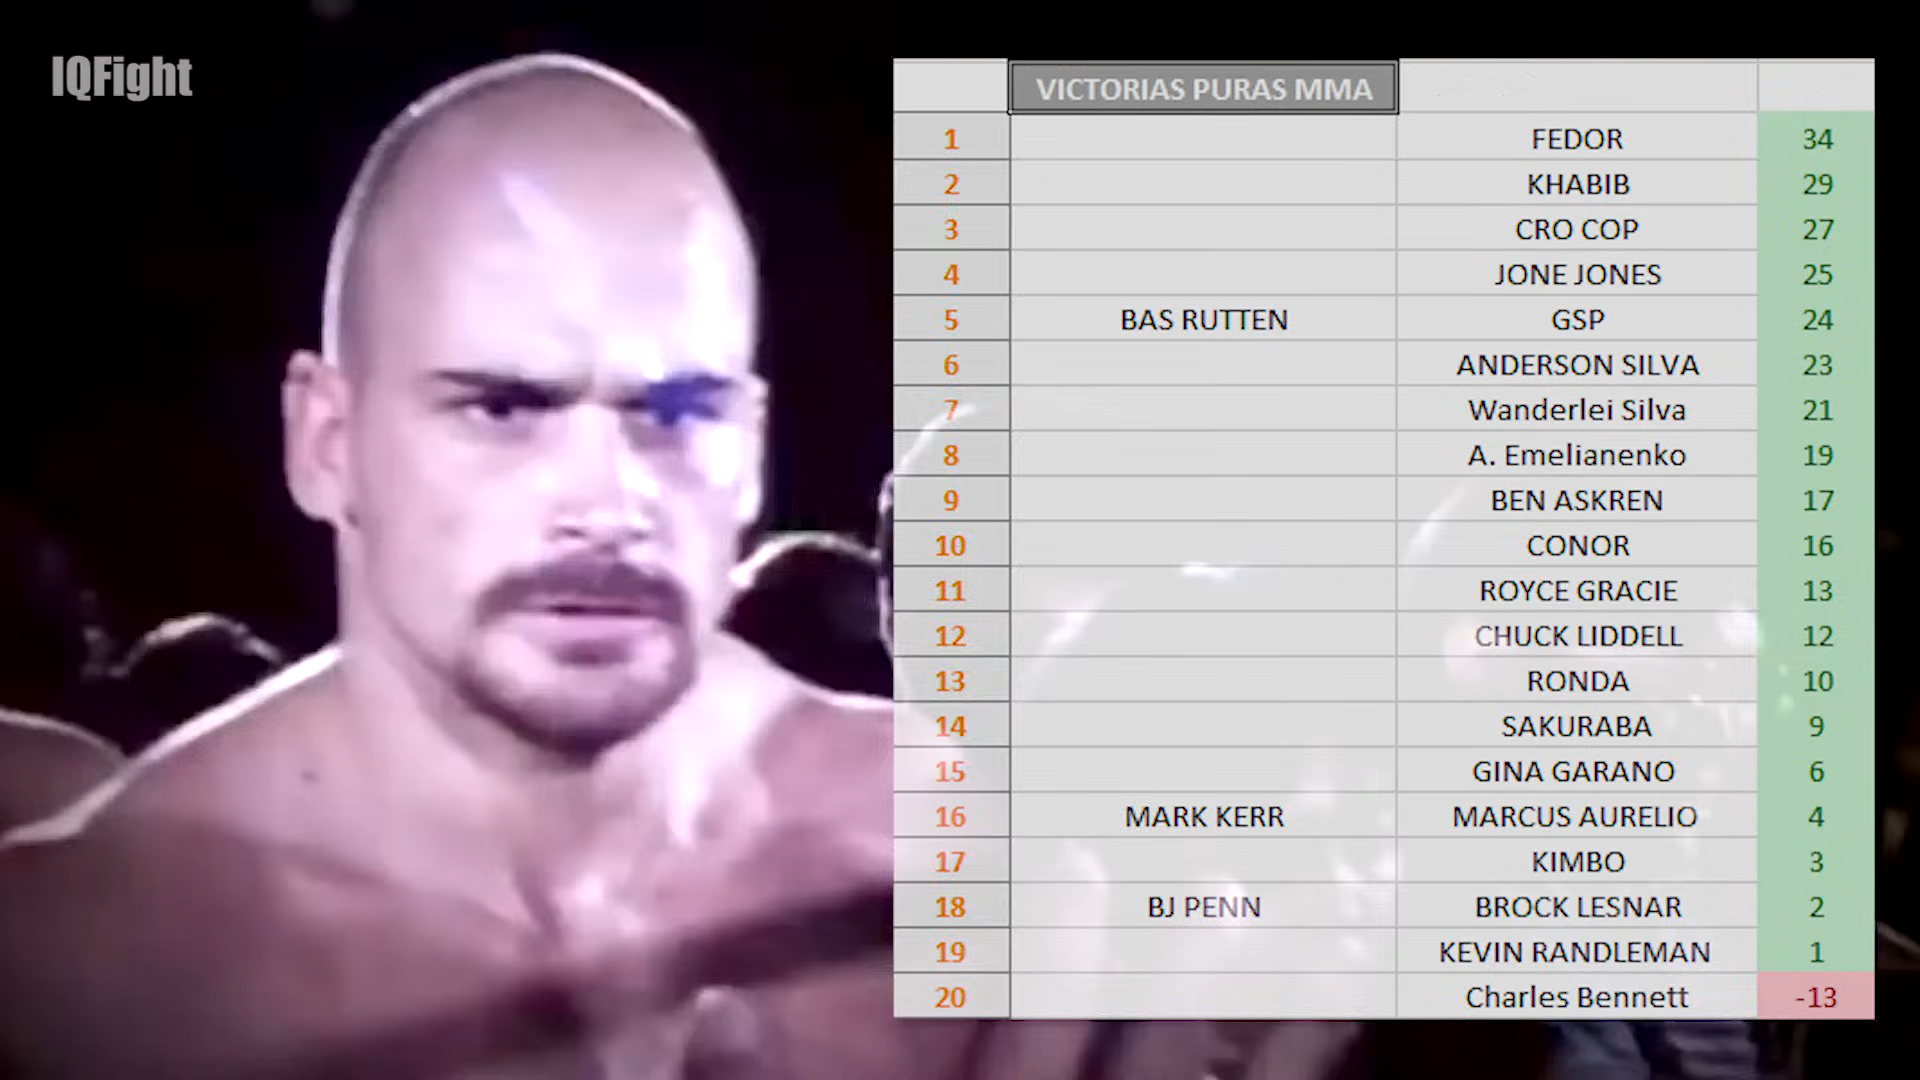 IQFight
VICTORIAS PURAS MMA
1 FEDOR 34
2 KHABIB 29
3 CRO COP 27
4 JONE JONES 25
5 BAS RUTTEN GSP 24
6 ANDERSON SILVA 23
7 Wanderlei Silva 21
8 A. Emelianenko 19
9 BEN ASKREN 17
10 CONOR 16
11 ROYCE GRACIE 13
12 CHUCK LIDDELL 12
13 RONDA 10
14 SAKURABA 9
15 GINA GARANO 6
16 MARK KERR MARCUS AURELIO 4
17 KIMBO 3
18 BJ PENN BROCK LESNAR 2
19 KEVIN RANDLEMAN 1
20 Charles Bennett -13